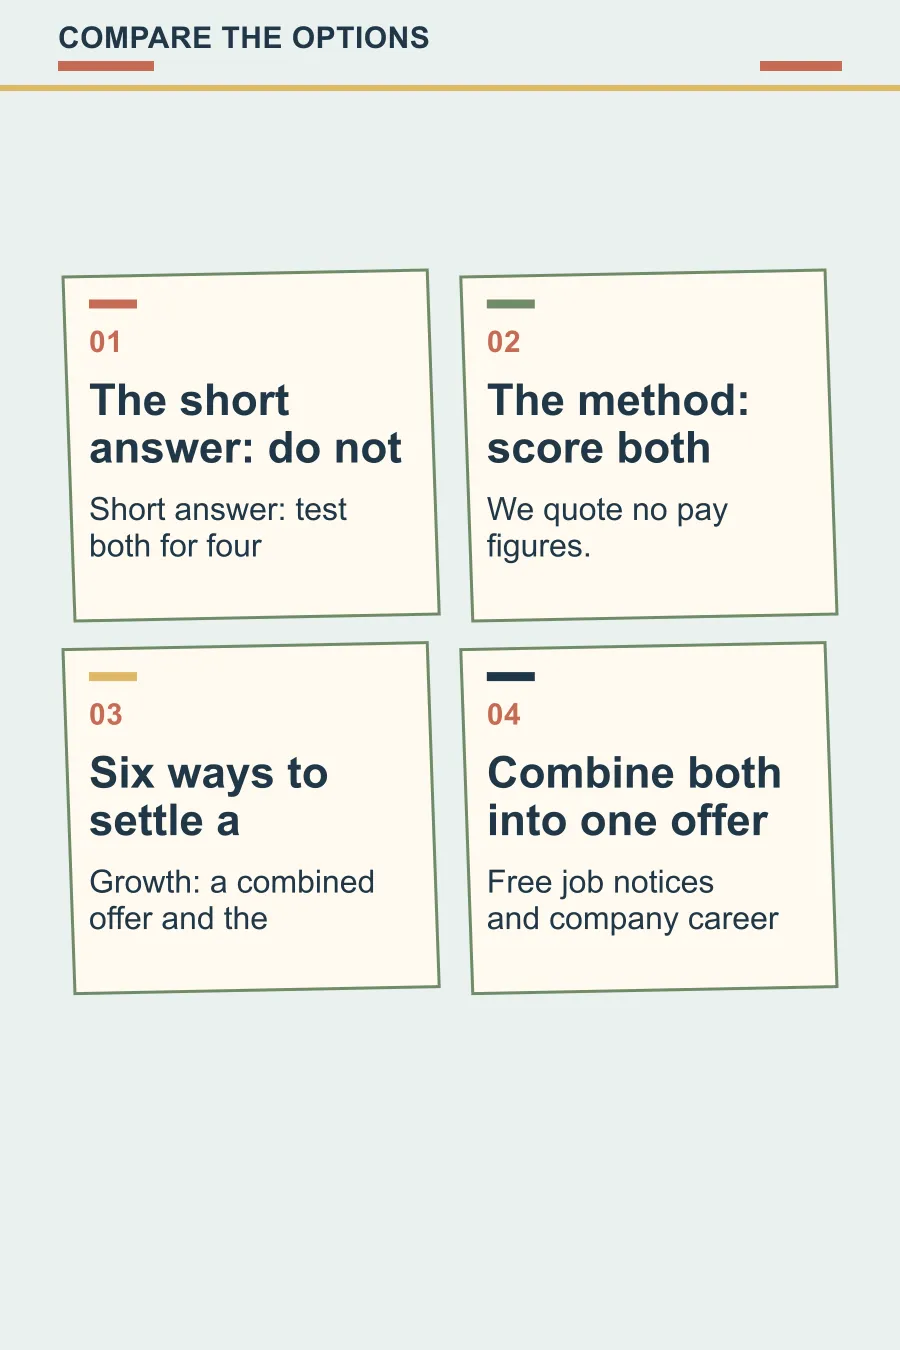 COMPARE THE OPTIONS
01
The short
answer: do not
Short answer: test
both for four
02
The method:
score both
We quote no pay
figures.
03
Six ways to
settle a
Growth: a combined
offer and the
04
Combine both
into one offer
Free job notices
and company career